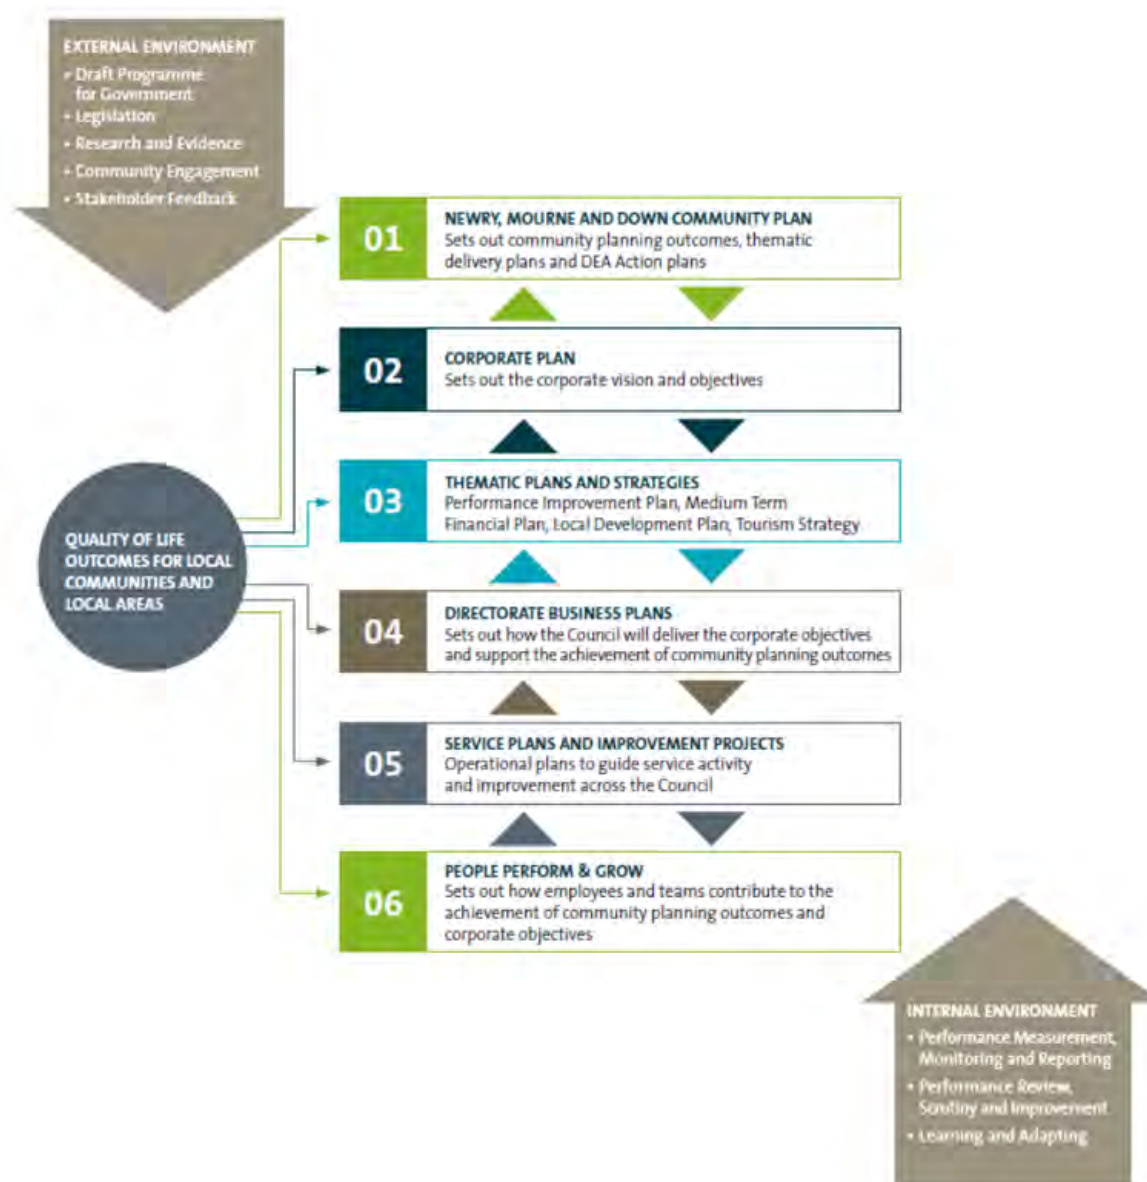 EXTERNAL ENVIRONMENT
• Draft Programme
for Government
• Legislation
• Research and Evidence
• Community Engagement
• Stakeholder Feedback
01
NEWRY, MOURNE AND DOWN COMMUNITY PLAN
Sets out community planning outcomes, thematic
delivery plans and DEA Action plans
02
CORPORATE PLAN
Sets out the corporate vision and objectives
03
THEMATIC PLANS AND STRATEGIES
Performance Improvement Plan, Medium Term
Financial Plan, Local Development Plan, Tourism Strategy
QUALITY OF LIFE
OUTCOMES FOR LOCAL
COMMUNITIES AND
LOCAL AREAS
04
DIRECTORATE BUSINESS PLANS
Sets out how the Council will deliver the corporate objectives
and support the achievement of community planning outcomes
05
SERVICE PLANS AND IMPROVEMENT PROJECTS
Operational plans to guide service activity
and improvement across the Council
06
PEOPLE PERFORM & GROW
Sets out how employees and teams contribute to the
achievement of community planning outcomes and
corporate objectives
INTERNAL ENVIRONMENT
• Performance Measurement,
Monitoring and Reporting
• Performance Review,
Scrutiny and Improvement
• Learning and Adapting